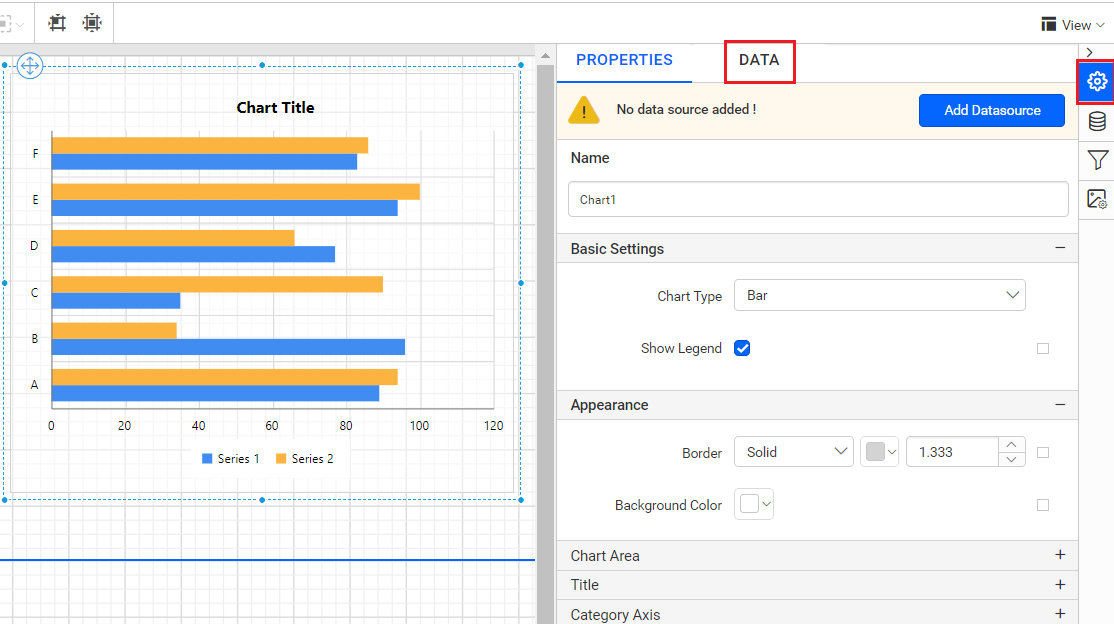 View
PROPERTIES
DATA
No data source added !
Add Datasource
Chart Title
F
E
D
C
B
A
0 20 40 60 80 100 120
Series 1 Series 2
Name
Chart1
Basic Settings
Chart Type Bar
Show Legend
Appearance
Border Solid 1.333
Background Color
Chart Area
Title
Category Axis